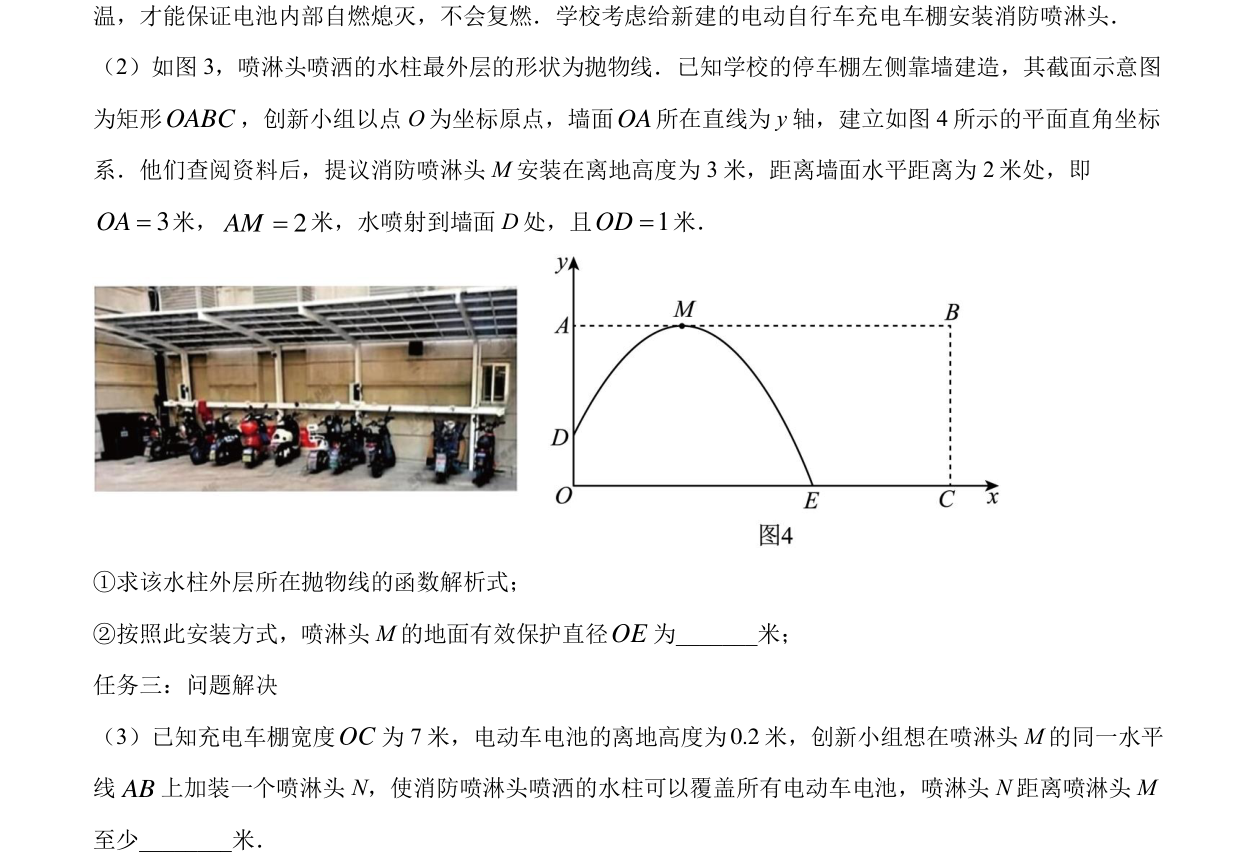 温，才能保证电池内部自燃熄灭，不会复燃．学校考虑给新建的电动自行车充电车棚安装消防喷淋头．
（2）如图 3，喷淋头喷洒的水柱最外层的形状为抛物线．已知学校的停车棚左侧靠墙建造，其截面示意图
为矩形OABC，创新小组以点 O 为坐标原点，墙面OA所在直线为 y 轴，建立如图 4 所示的平面直角坐标
系．他们查阅资料后，提议消防喷淋头 M 安装在离地高度为 3 米，距离墙面水平距离为 2 米处，即
OA = 3米， AM = 2米，水喷射到墙面 D 处，且OD = 1米．
y
A
M
B
D
O
E
C
x
图4
①求该水柱外层所在抛物线的函数解析式；
②按照此安装方式，喷淋头 M 的地面有效保护直径OE 为_______米；
任务三：问题解决
（3）已知充电车棚宽度OC 为 7 米，电动车电池的离地高度为0.2 米，创新小组想在喷淋头 M 的同一水平
线 AB 上加装一个喷淋头 N，使消防喷淋头喷洒的水柱可以覆盖所有电动车电池，喷淋头 N 距离喷淋头 M
至少________米．